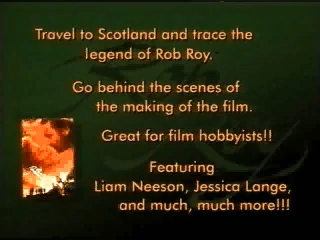 Travel to Scotland and trace the
legend of Rob Roy.
Go behind the scenes of
the making of the film.
Great for film hobbyists!!
Featuring
Liam Neeson, Jessica Lange,
and much, much more!!!